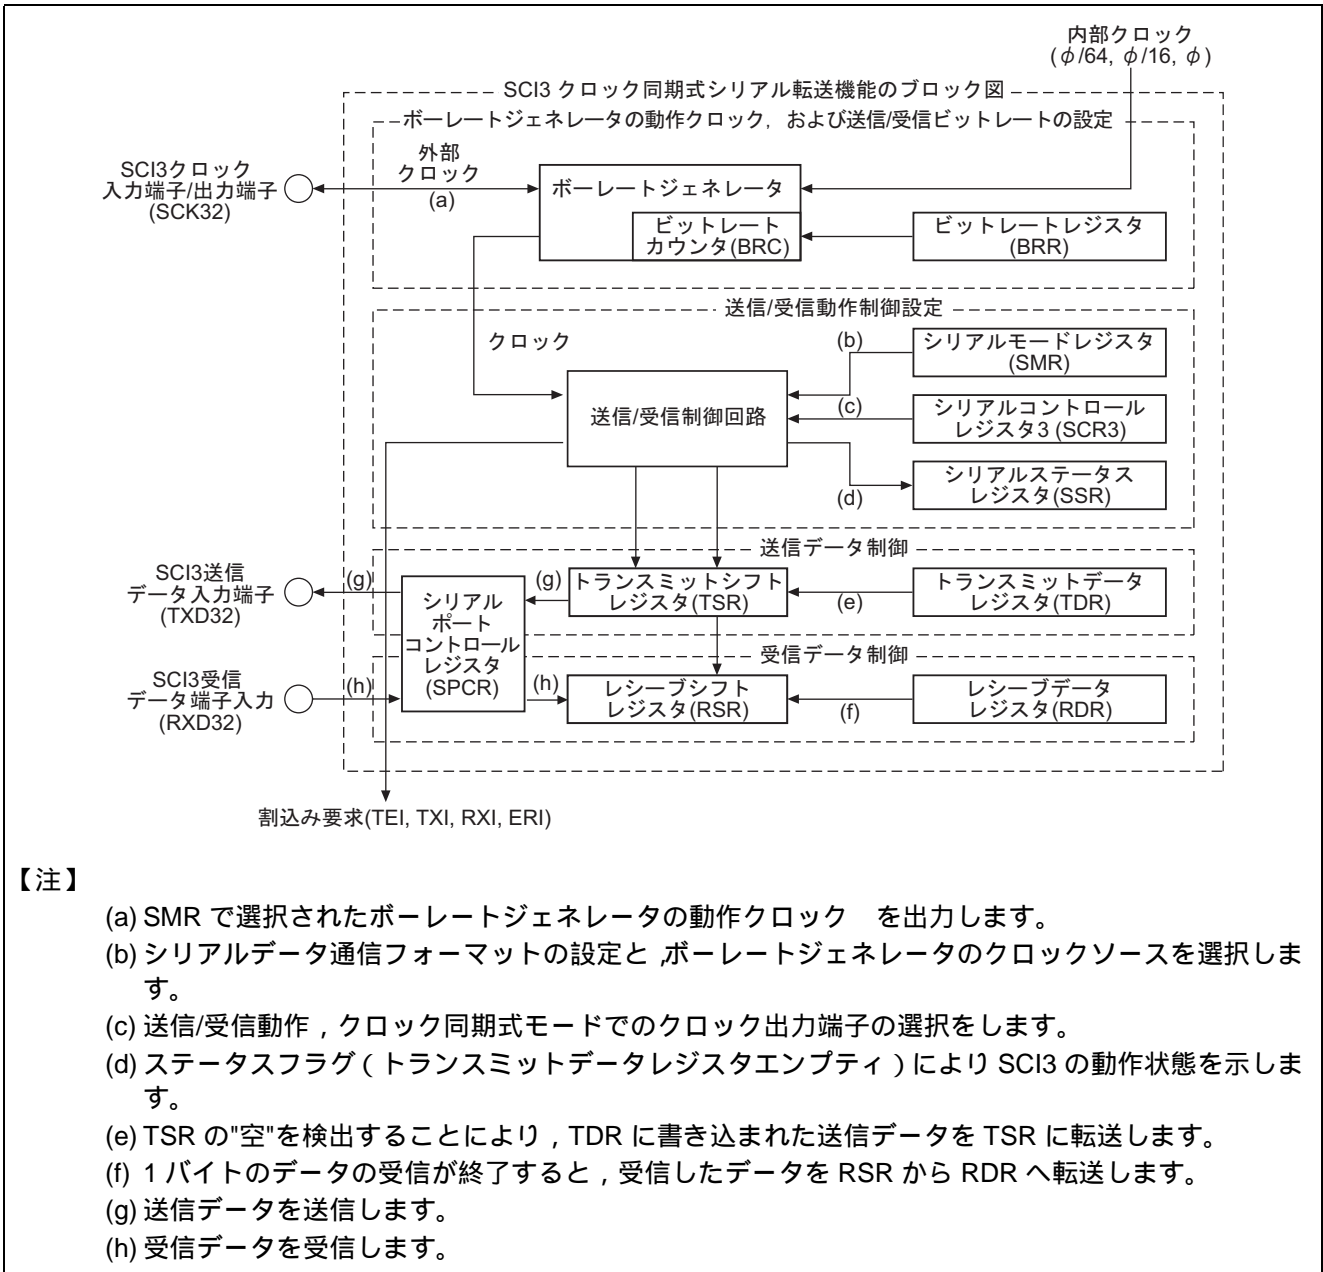 内部クロック
(φ/64, φ/16, φ)
SCI3 クロック同期式シリアル転送機能のブロック図
ボーレートジェネレータの動作クロック, および送信/受信ビットレートの設定
外部
クロック
(a)
SCI3クロック
入力端子/出力端子
(SCK32)
ボーレートジェネレータ
ビットレート
カウンタ(BRC)
ビットレートレジスタ
(BRR)
送信/受信動作制御設定
クロック
(b)
シリアルモードレジスタ
(SMR)
送信/受信制御回路
(c)
シリアルコントロール
レジスタ3 (SCR3)
(d)
シリアルステータス
レジスタ(SSR)
送信データ制御
SCI3送信
データ入力端子
(TXD32)
(g)
シリアル
ポート
コントロール
レジスタ
(SPCR)
(g)
トランスミットシフト
レジスタ(TSR)
(e)
トランスミットデータ
レジスタ(TDR)
受信データ制御
SCI3受信
データ端子入力
(RXD32)
(h)
(h)
レシーブシフト
レジスタ(RSR)
(f)
レシーブデータ
レジスタ(RDR)
割込み要求(TEI, TXI, RXI, ERI)
【注】
(a) SMR で選択されたボーレートジェネレータの動作クロック　を出力します。
(b) シリアルデータ通信フォーマットの設定と,ボーレートジェネレータのクロックソースを選択しま
す。
(c) 送信/受信動作，クロック同期式モードでのクロック出力端子の選択をします。
(d) ステータスフラグ（トランスミットデータレジスタエンプティ）により SCI3 の動作状態を示しま
す。
(e) TSR の"空"を検出することにより，TDR に書き込まれた送信データを TSR に転送します。
(f) 1 バイトのデータの受信が終了すると，受信したデータを RSR から RDR へ転送します。
(g) 送信データを送信します。
(h) 受信データを受信します。